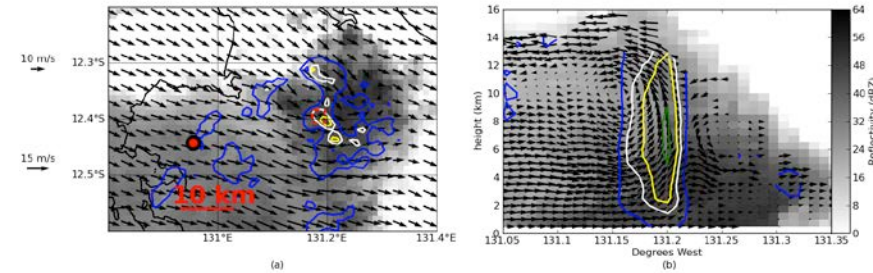 10 m/s
15 m/s
12.3°S
12.4°S
12.5°S
10 km
131°E
131.2°E
131.4°E
(a)
height (km)
16
14
12
10
8
6
4
2
0
131.05
131.1
131.15
131.2
131.25
131.3
131.35
Degrees West
(b)
64
56
48
40
32
24
16
8
0
Reflectivity (dBZ)